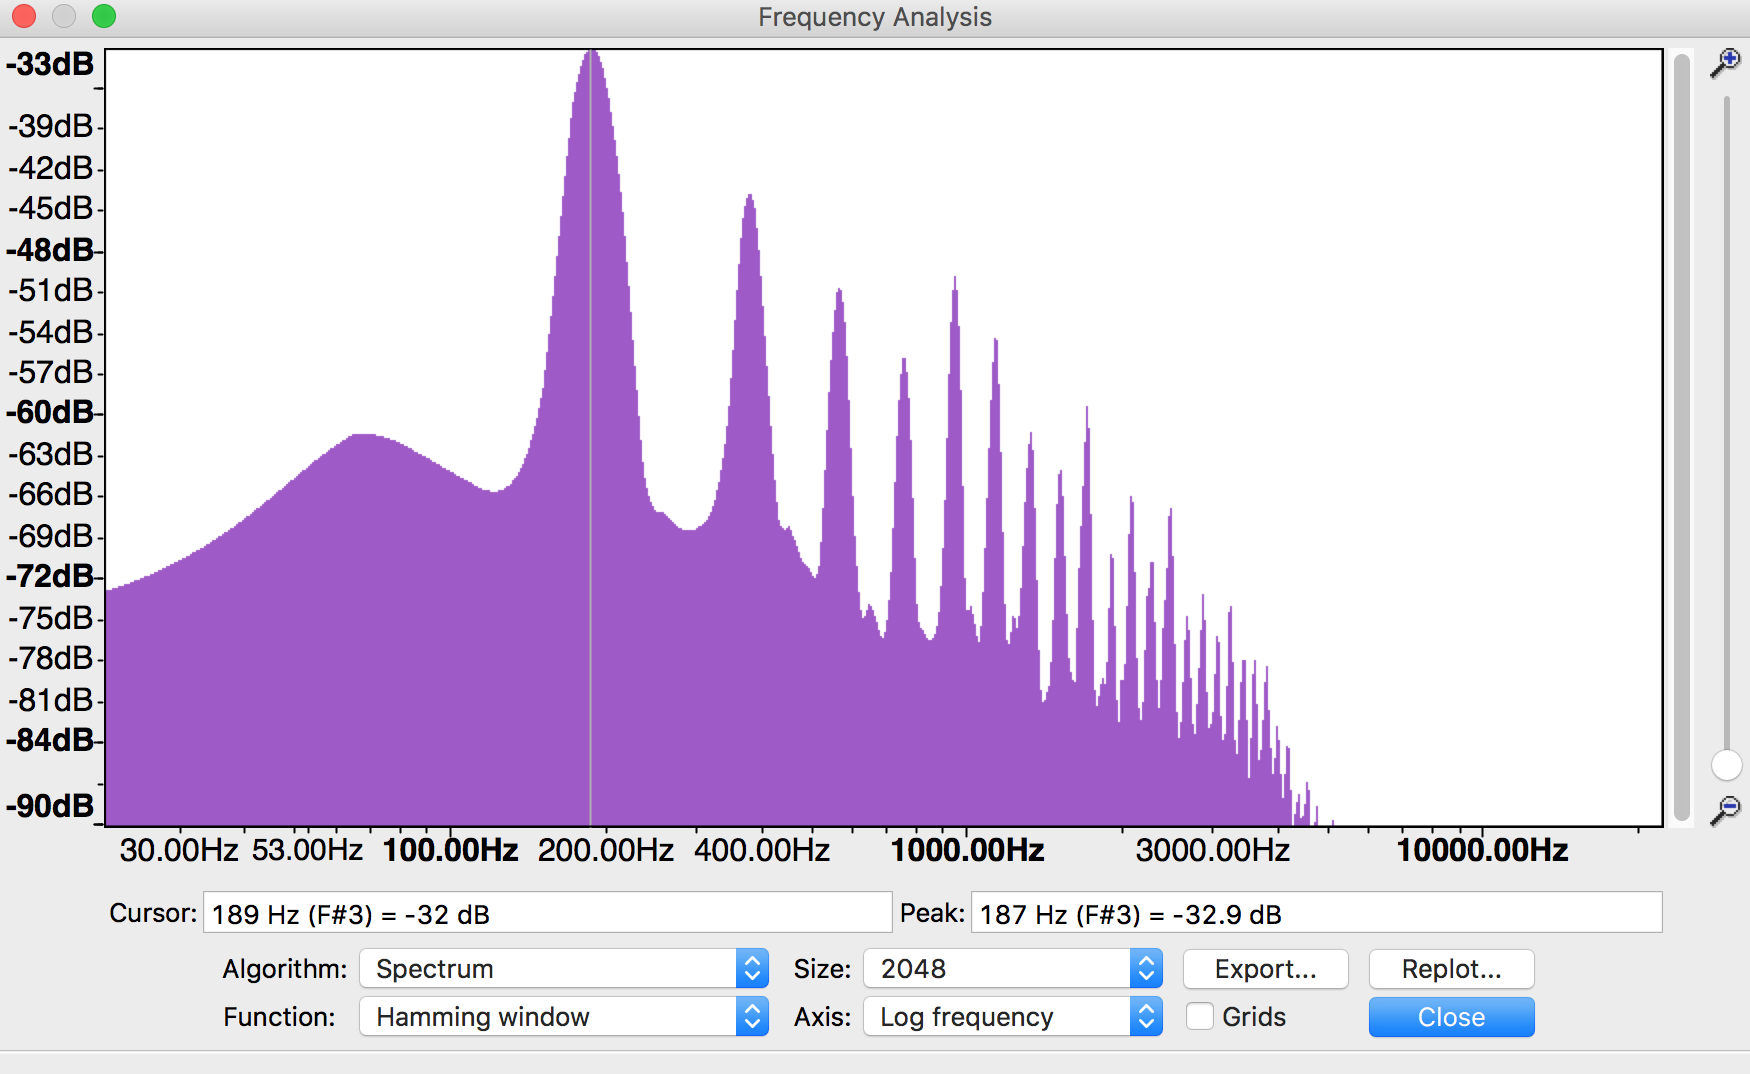 Frequency Analysis
-33dB
-39dB
-42dB
-45dB
-48dB
-51dB
-54dB
-57dB
-60dB
-63dB
-66dB
-69dB
-72dB
-75dB
-78dB
-81dB
-84dB
-90dB
30.00Hz 53.00Hz 100.00Hz 200.00Hz 400.00Hz 1000.00Hz 3000.00Hz 10000.00Hz
Cursor: 189 Hz (F#3) = -32 dB Peak: 187 Hz (F#3) = -32.9 dB
Algorithm: Spectrum Size: 2048 Export... Replot...
Function: Hamming window Axis: Log frequency Grids Close